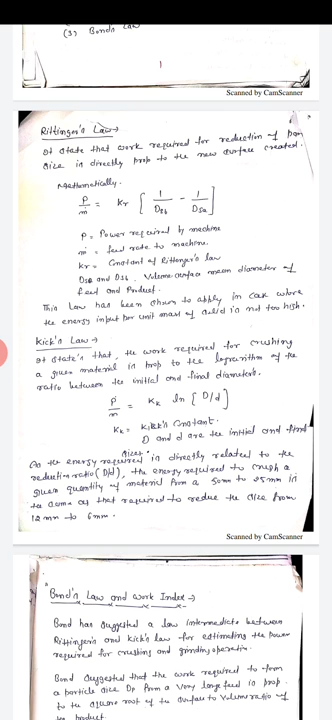 (3) Bond's Law
1
Scanned by CamScanner
Rittinger's Law →
It state that work required for reduction of par
size is directly prop to the new surface created.
Mathematically.
P/ṁ = Kr [ 1/Dsb - 1/Dsa ]
P = Power required by machine
ṁ = feed rate to machine
Kr = Constant of Rittinger's law
Dsa and Dsb. Volume surface mean diameter of
feed and Product.
This Law has been shown to apply in case where
the energy input per unit mass of solid is not too high.
Kick's Law →
It state's that, the work required for crushing
a given material is prop to the logarithm of the
ratio between the initial and final diameters.
P/ṁ = Kk ln [D/d]
Kk = Kick's Constant.
D and d are the initial and final
sizes.
As the energy required is directly related to the
reduction ratio (D/d), the energy required to crush a
given quantity of material from a 50mm to 25mm is
the same as that required to reduce the size from
12mm to 6mm.
Scanned by CamScanner
Bond's Law and work Index →
Bond has suggested a law intermediate between
Rittinger's and Kick's law for estimating the Power
required for crushing and grinding operation.
Bond suggested that the work required to form
a particle size Dp from a very large feed is prop.
to the square root of the surface to volume ratio of
the product